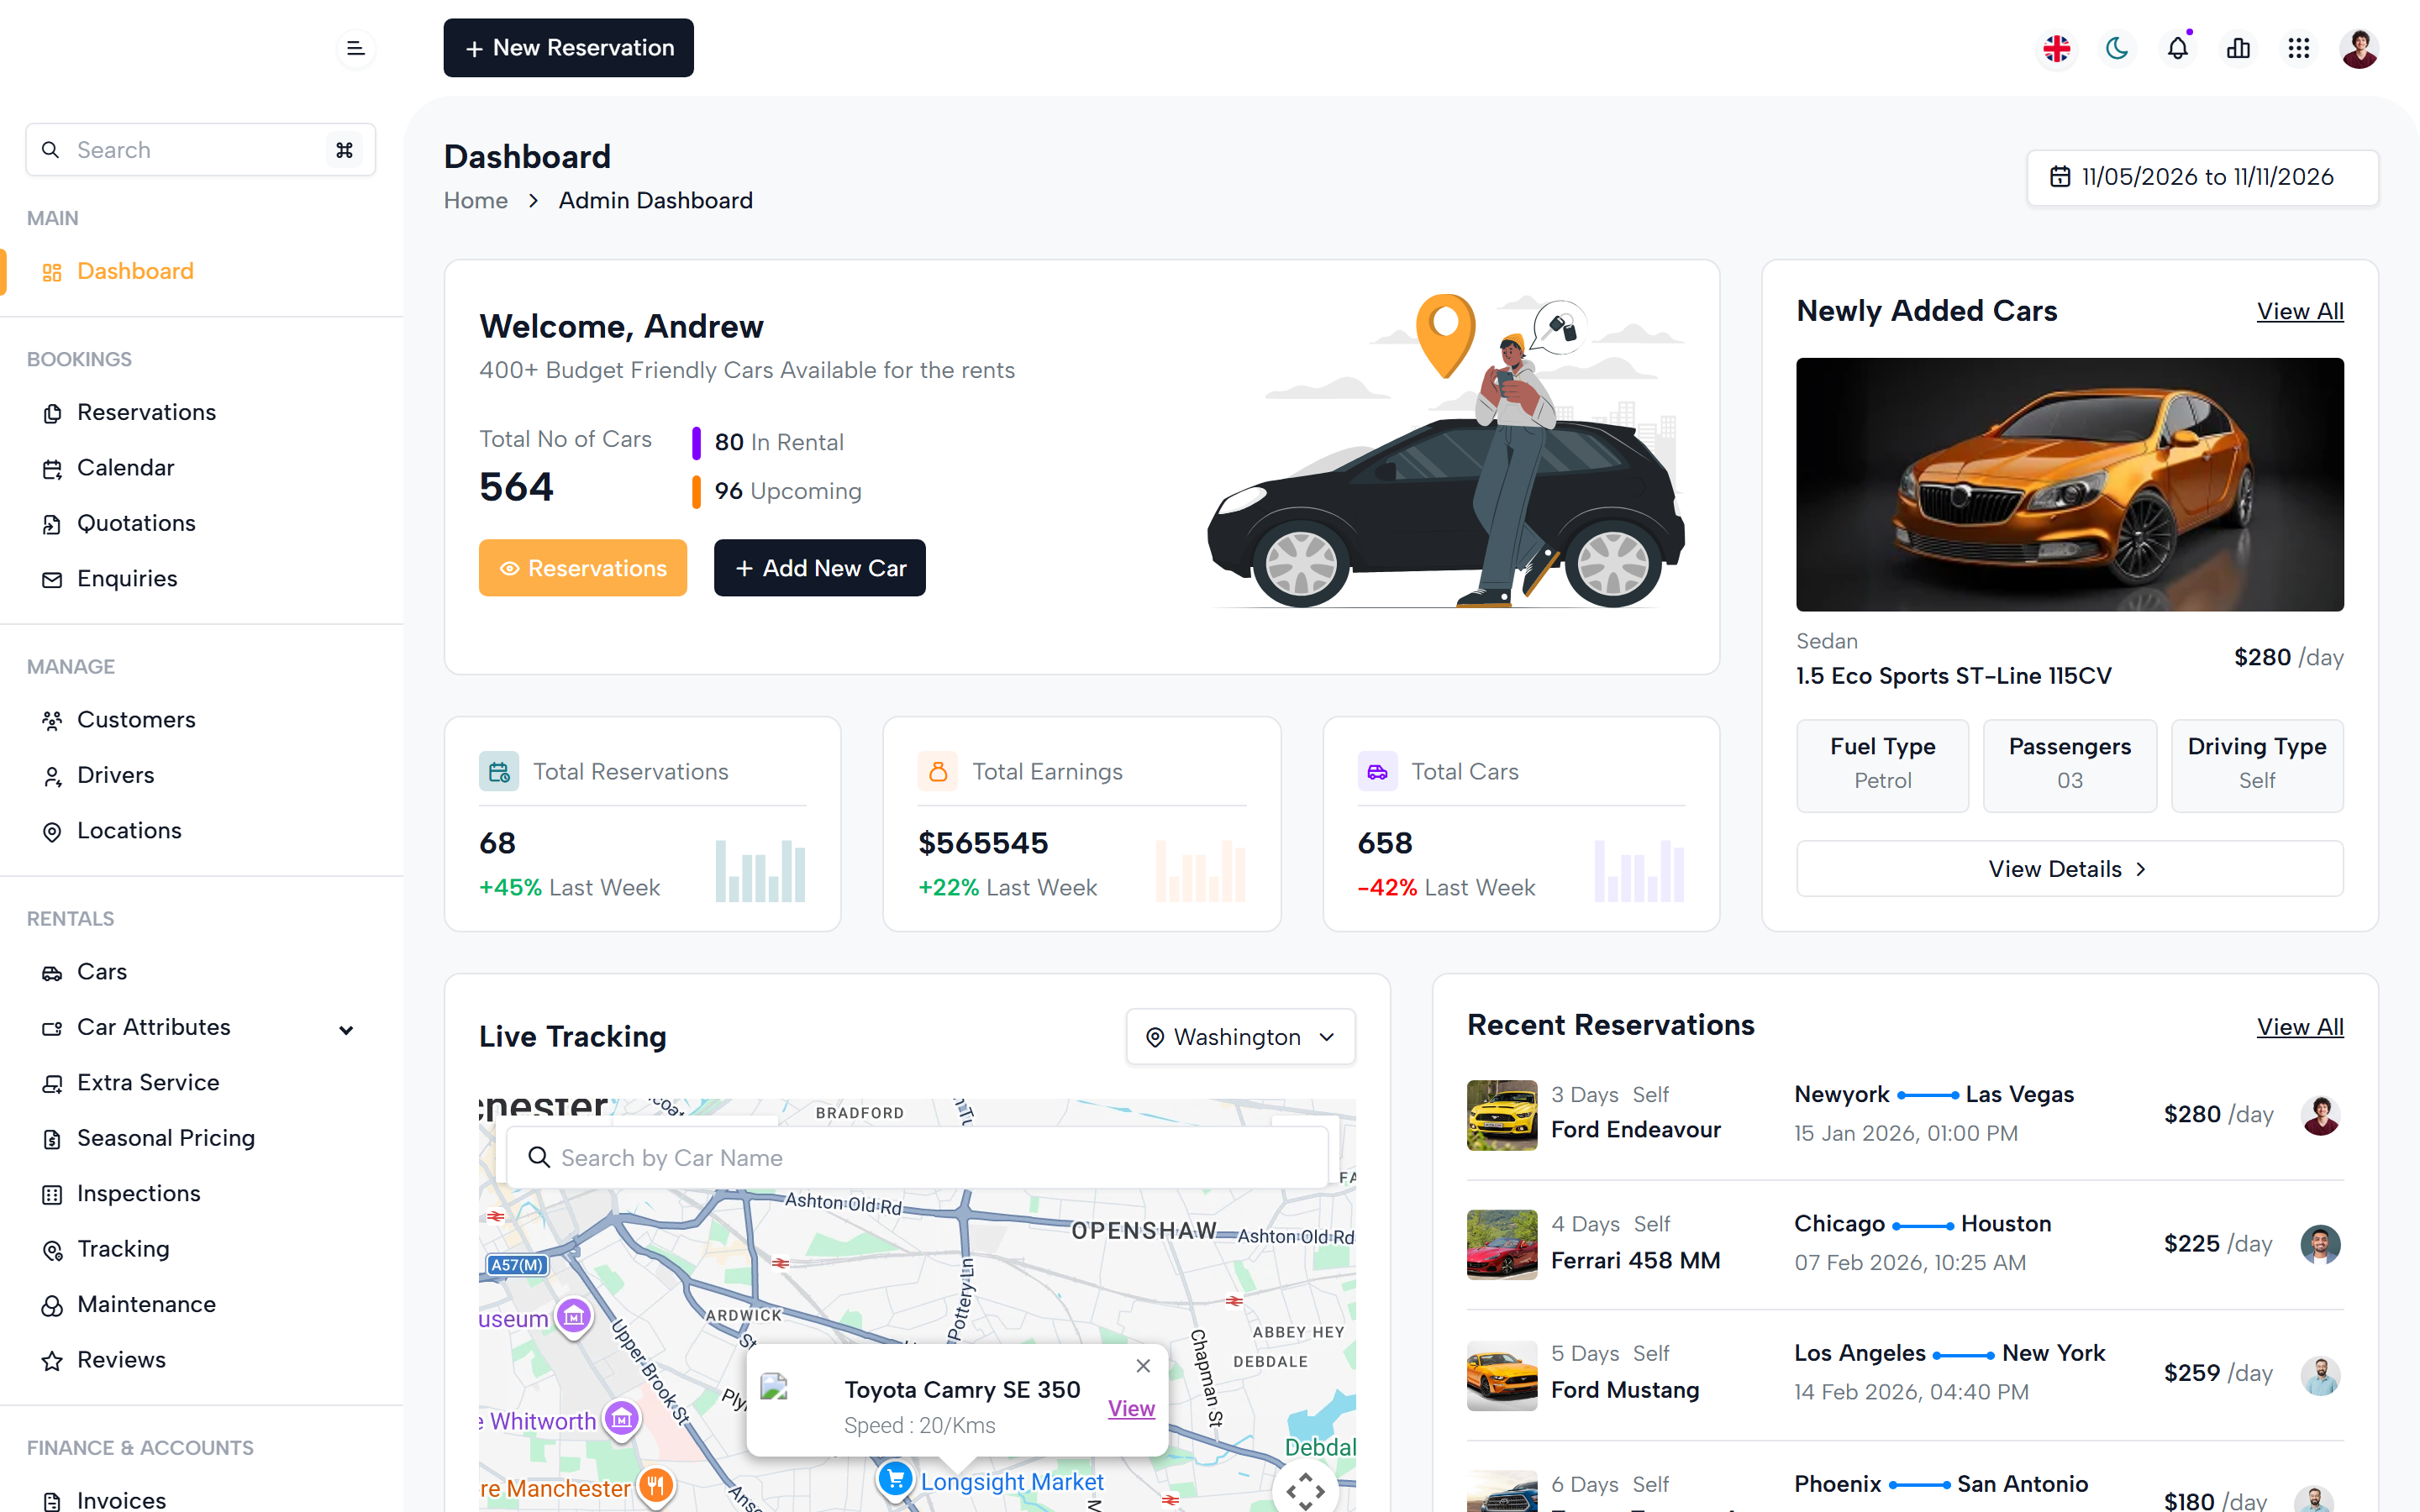 New Reservation
Search
MAIN
Dashboard
BOOKINGS
Reservations
Calendar
Quotations
Enquiries
MANAGE
Customers
Drivers
Locations
RENTALS
Cars
Car Attributes
Extra Service
Seasonal Pricing
Inspections
Tracking
Maintenance
Reviews
FINANCE & ACCOUNTS
Invoices
Dashboard
Home > Admin Dashboard
11/05/2026 to 11/11/2026
Welcome, Andrew
400+ Budget Friendly Cars Available for the rents
Total No of Cars
564
80 In Rental
96 Upcoming
Reservations
Add New Car
Newly Added Cars
View All
Sedan
1.5 Eco Sports ST-Line 115CV
$280 /day
Fuel Type
Petrol
Passengers
03
Driving Type
Self
View Details
Total Reservations
68
+45% Last Week
Total Earnings
$565545
+22% Last Week
Total Cars
658
-42% Last Week
Live Tracking
Washington
chester
BRADFORD
Search by Car Name
FA
Ashton Old Rd
OPENSHAW
Ashton Old Rd
A57(M)
Pottery Ln
useum
ARDWICK
Upper Brook St
ABBEY HEY
DEBDALE
Chapman St
Toyota Camry SE 350
Speed : 20/Kms
View
e Whitworth
Debdal
re Manchester
Longsight Market
Recent Reservations
View All
3 Days Self
Ford Endeavour
Newyork Las Vegas
15 Jan 2026, 01:00 PM
$280 /day
4 Days Self
Ferrari 458 MM
Chicago Houston
07 Feb 2026, 10:25 AM
$225 /day
5 Days Self
Ford Mustang
Los Angeles New York
14 Feb 2026, 04:40 PM
$259 /day
6 Days Self
Phoenix San Antonio
$180 /day